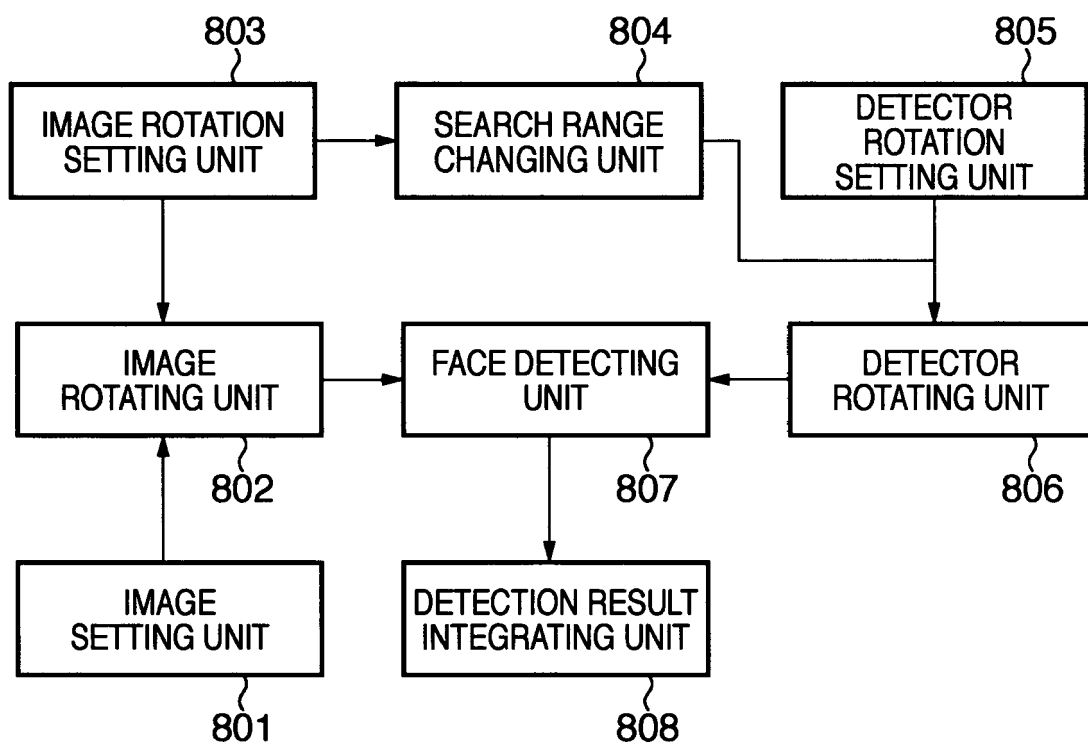 803
804
805
IMAGE ROTATION
SETTING UNIT
SEARCH RANGE
CHANGING UNIT
DETECTOR
ROTATION
SETTING UNIT
IMAGE
ROTATING UNIT
FACE DETECTING
UNIT
DETECTOR
ROTATING UNIT
802
807
806
IMAGE
SETTING UNIT
DETECTION RESULT
INTEGRATING UNIT
801
808